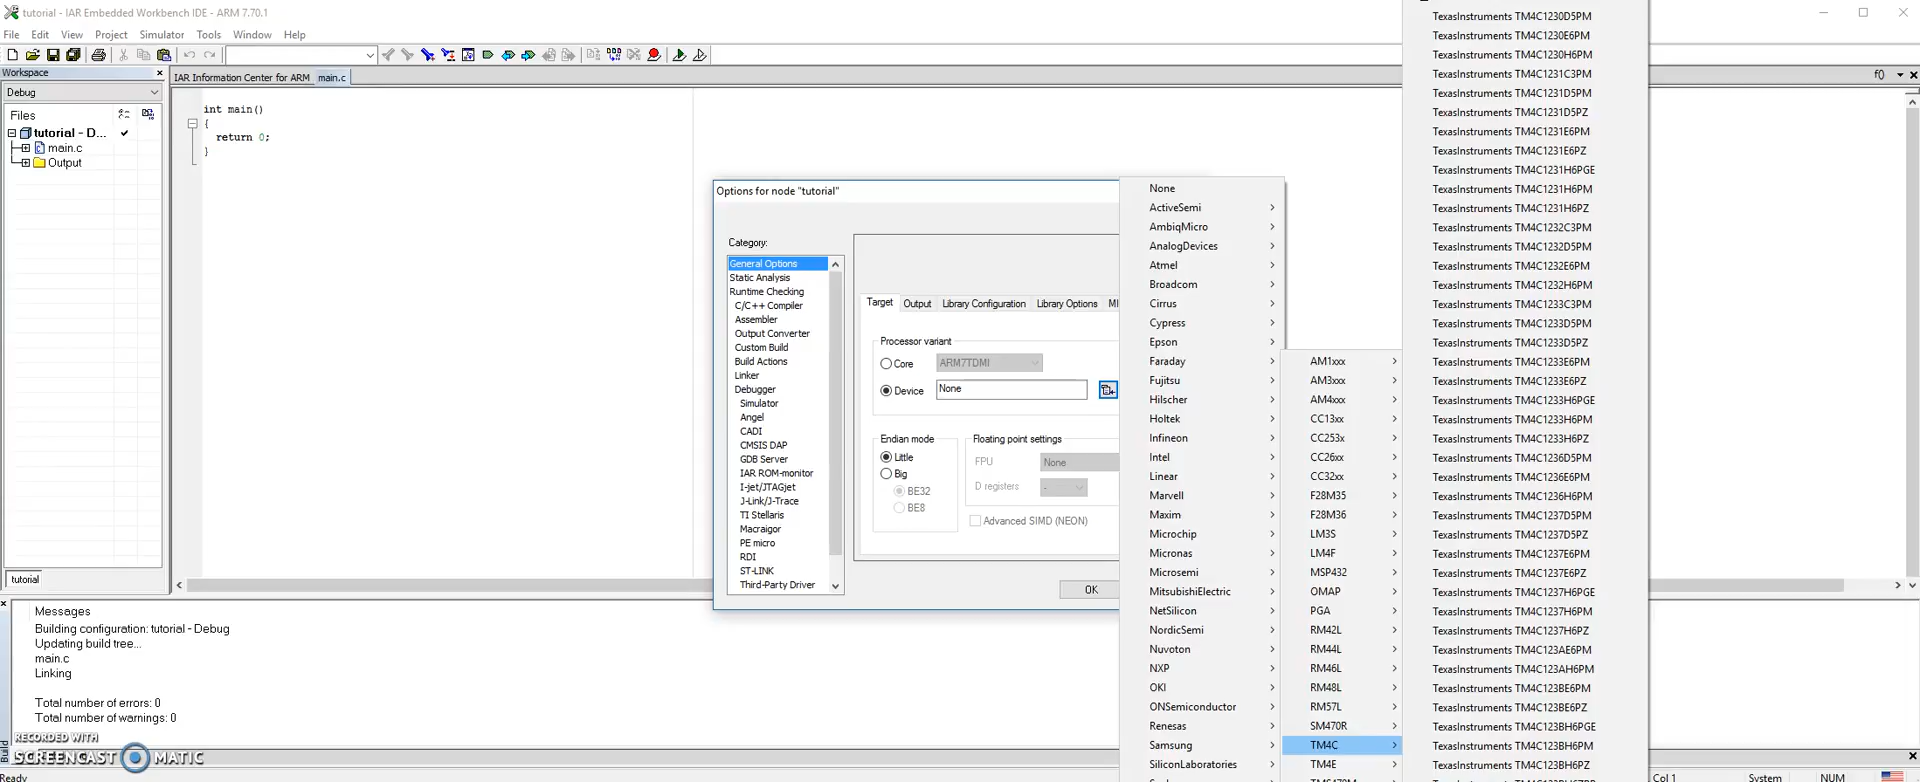 tutorial - IAR Embedded Workbench IDE - ARM 7.70.1
File Edit View Project Simulator Tools Window Help
Workspace
IAR Information Center for ARM main.c
f()
Debug
Files
tutorial - D...
main.c
Output
tutorial
int main()
{
return 0;
}
Options for node "tutorial"
Category:
General Options
Static Analysis
Runtime Checking
C/C++ Compiler
Assembler
Output Converter
Custom Build
Build Actions
Linker
Debugger
Simulator
Angel
CADI
CMSIS DAP
GDB Server
IAR ROM-monitor
I-jet/JTAGjet
J-Link/J-Trace
TI Stellaris
Macraigor
PE micro
RDI
ST-LINK
Third-Party Driver
Target Output Library Configuration Library Options MI
Processor variant
Core ARM7TDMI
Device None
Endian mode
Little
Big
BE32
BE8
Floating point settings
FPU None
D registers -
Advanced SIMD (NEON)
OK
None
ActiveSemi
AmbiqMicro
AnalogDevices
Atmel
Broadcom
Cirrus
Cypress
Epson
Faraday
Fujitsu
Hilscher
Holtek
Infineon
Intel
Linear
Marvell
Maxim
Microchip
Micronas
Microsemi
MitsubishiElectric
NetSilicon
NordicSemi
Nuvoton
NXP
OKI
ONSemiconductor
Renesas
Samsung
SiliconLaboratories
AM1xxx
AM3xxx
AM4xxx
CC13xx
CC253x
CC26xx
CC32xx
F28M35
F28M36
LM3S
LM4F
MSP432
OMAP
PGA
RM42L
RM44L
RM46L
RM48L
RM57L
SM470R
TM4C
TM4E
TexasInstruments TM4C1230D5PM
TexasInstruments TM4C1230E6PM
TexasInstruments TM4C1230H6PM
TexasInstruments TM4C1231C3PM
TexasInstruments TM4C1231D5PM
TexasInstruments TM4C1231D5PZ
TexasInstruments TM4C1231E6PM
TexasInstruments TM4C1231E6PZ
TexasInstruments TM4C1231H6PGE
TexasInstruments TM4C1231H6PM
TexasInstruments TM4C1231H6PZ
TexasInstruments TM4C1232C3PM
TexasInstruments TM4C1232D5PM
TexasInstruments TM4C1232E6PM
TexasInstruments TM4C1232H6PM
TexasInstruments TM4C1233C3PM
TexasInstruments TM4C1233D5PM
TexasInstruments TM4C1233D5PZ
TexasInstruments TM4C1233E6PM
TexasInstruments TM4C1233E6PZ
TexasInstruments TM4C1233H6PGE
TexasInstruments TM4C1233H6PM
TexasInstruments TM4C1233H6PZ
TexasInstruments TM4C1236D5PM
TexasInstruments TM4C1236E6PM
TexasInstruments TM4C1236H6PM
TexasInstruments TM4C1237D5PM
TexasInstruments TM4C1237D5PZ
TexasInstruments TM4C1237E6PM
TexasInstruments TM4C1237E6PZ
TexasInstruments TM4C1237H6PGE
TexasInstruments TM4C1237H6PM
TexasInstruments TM4C1237H6PZ
TexasInstruments TM4C123AE6PM
TexasInstruments TM4C123AH6PM
TexasInstruments TM4C123BE6PM
TexasInstruments TM4C123BE6PZ
TexasInstruments TM4C123BH6PGE
TexasInstruments TM4C123BH6PM
TexasInstruments TM4C123BH6PZ
Messages
Building configuration: tutorial - Debug
Updating build tree...
main.c
Linking
Total number of errors: 0
Total number of warnings: 0
RECORDED WITH
SCREENCAST MATIC
Build
Ready
Col 1 System NUM